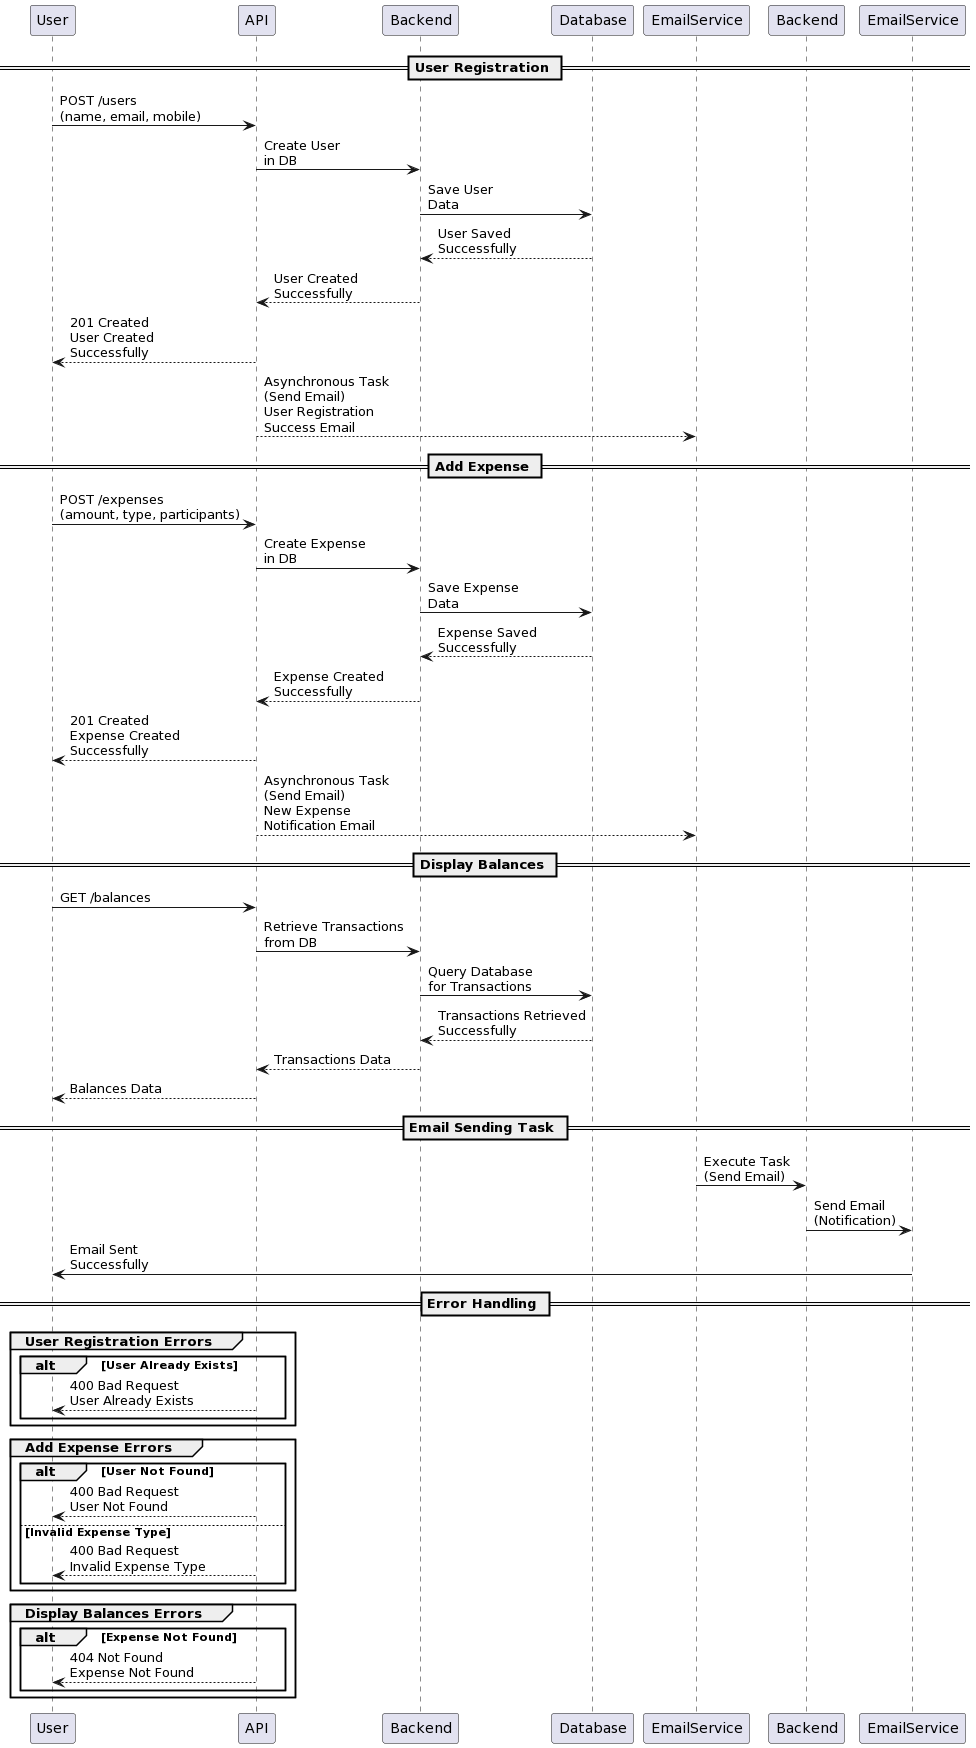 User API Backend Database EmailService Backend EmailService
User Registration
POST /users
(name, email, mobile)
Create User
in DB
Save User
Data
User Saved
Successfully
User Created
Successfully
201 Created
User Created
Successfully
Asynchronous Task
(Send Email)
User Registration
Success Email
Add Expense
POST /expenses
(amount, type, participants)
Create Expense
in DB
Save Expense
Data
Expense Saved
Successfully
Expense Created
Successfully
201 Created
Expense Created
Successfully
Asynchronous Task
(Send Email)
New Expense
Notification Email
Display Balances
GET /balances
Retrieve Transactions
from DB
Query Database
for Transactions
Transactions Retrieved
Successfully
Transactions Data
Balances Data
Email Sending Task
Execute Task
(Send Email)
Send Email
(Notification)
Email Sent
Successfully
Error Handling
User Registration Errors
alt [User Already Exists]
400 Bad Request
User Already Exists
Add Expense Errors
alt [User Not Found]
400 Bad Request
User Not Found
[Invalid Expense Type]
400 Bad Request
Invalid Expense Type
Display Balances Errors
alt [Expense Not Found]
404 Not Found
Expense Not Found
User API Backend Database EmailService Backend EmailService